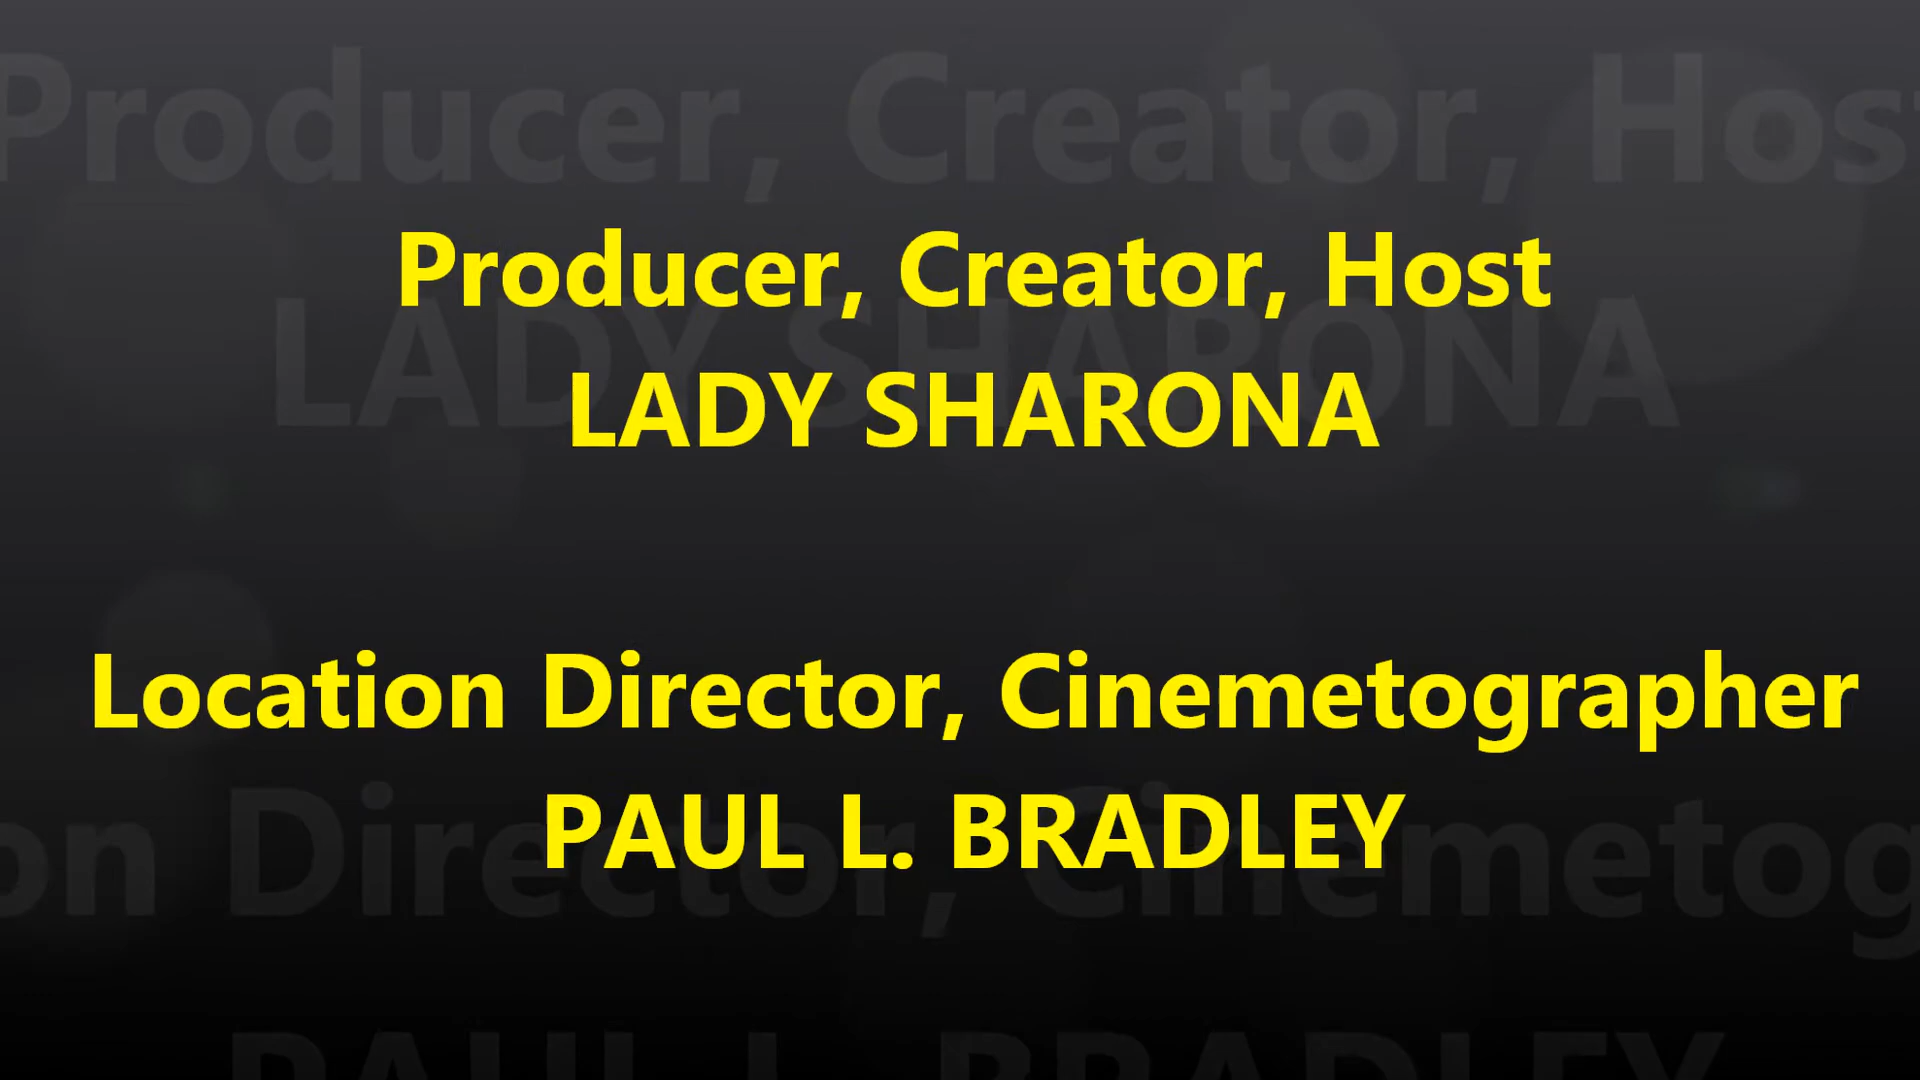 Producer, Creator, Host
LADY SHARONA
Location Director, Cinemetographer
PAUL L. BRADLEY